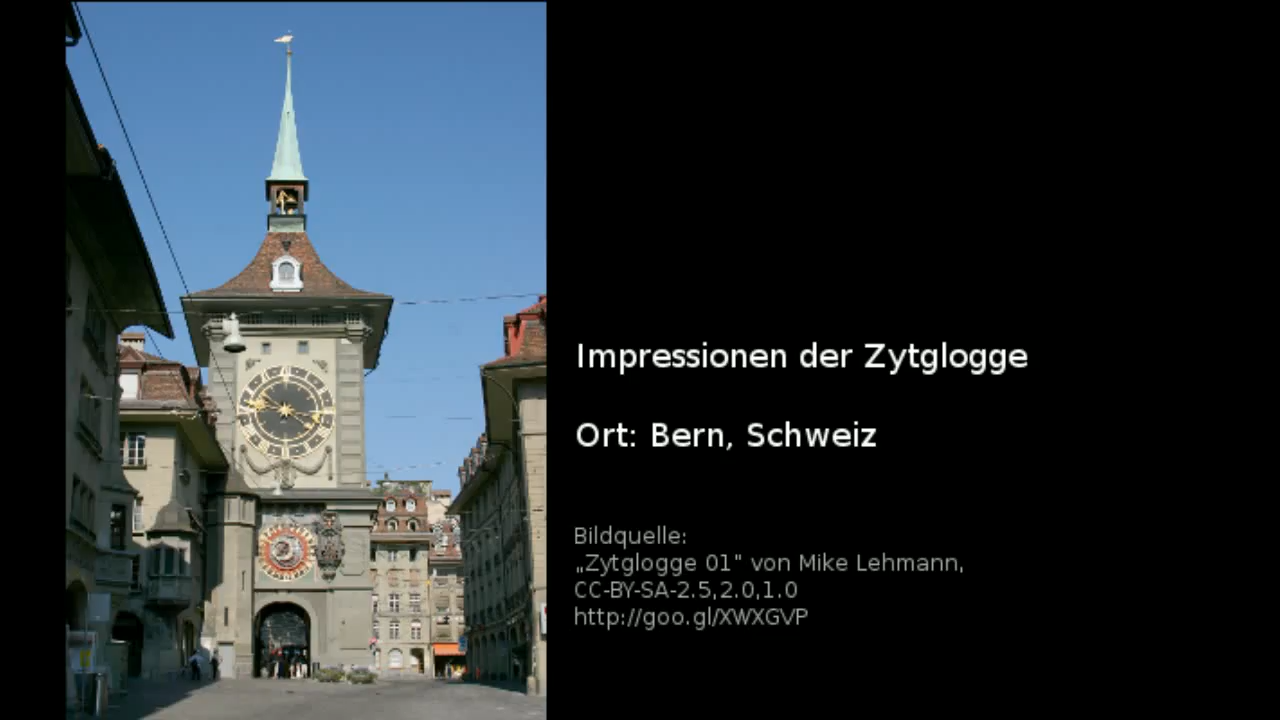 Impressionen der Zytglogge
Ort: Bern, Schweiz
Bildquelle:
„Zytglogge 01" von Mike Lehmann,
CC-BY-SA-2.5,2.0,1.0
http://goo.gl/XWXGVP